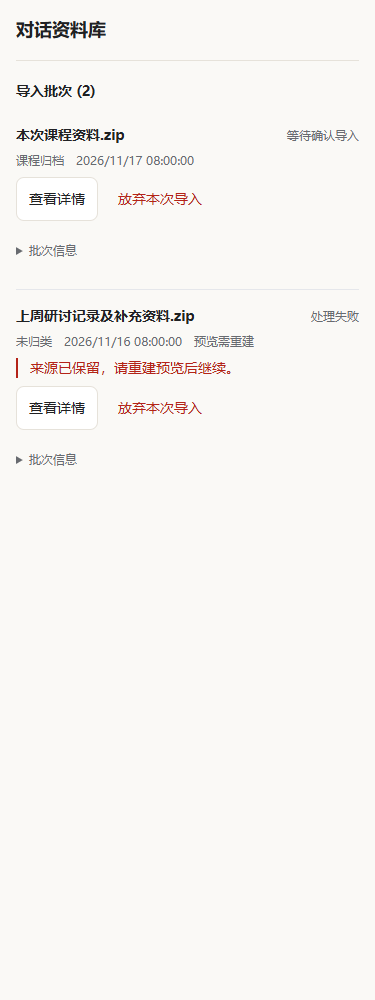 对话资料库
导入批次 (2)
本次课程资料.zip 等待确认导入
课程归档 2026/11/17 08:00:00
查看详情 放弃本次导入
▶ 批次信息
上周研讨记录及补充资料.zip 处理失败
未归类 2026/11/16 08:00:00 预览需重建
来源已保留，请重建预览后继续。
查看详情 放弃本次导入
▶ 批次信息